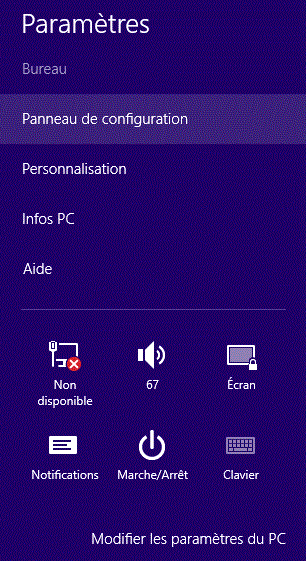 Paramètres
Bureau
Panneau de configuration
Personnalisation
Infos PC
Aide
Non
disponible
67
Écran
Notifications
Marche/Arrêt
Clavier
Modifier les paramètres du PC